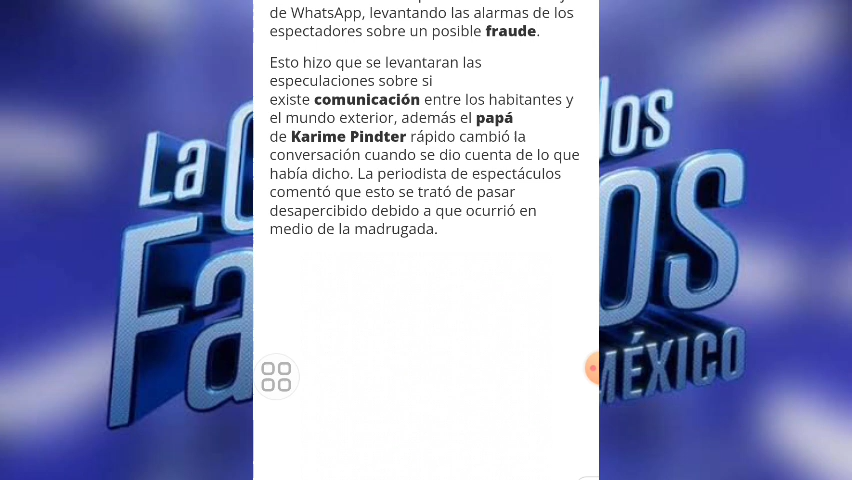 de WhatsApp, levantando las alarmas de los
espectadores sobre un posible fraude.
Esto hizo que se levantaran las
especulaciones sobre si
existe comunicación entre los habitantes y
el mundo exterior, además el papá
de Karime Pindter rápido cambió la
conversación cuando se dio cuenta de lo que
había dicho. La periodista de espectáculos
comentó que esto se trató de pasar
desapercibido debido a que ocurrió en
medio de la madrugada.
La
los
MÉXICO